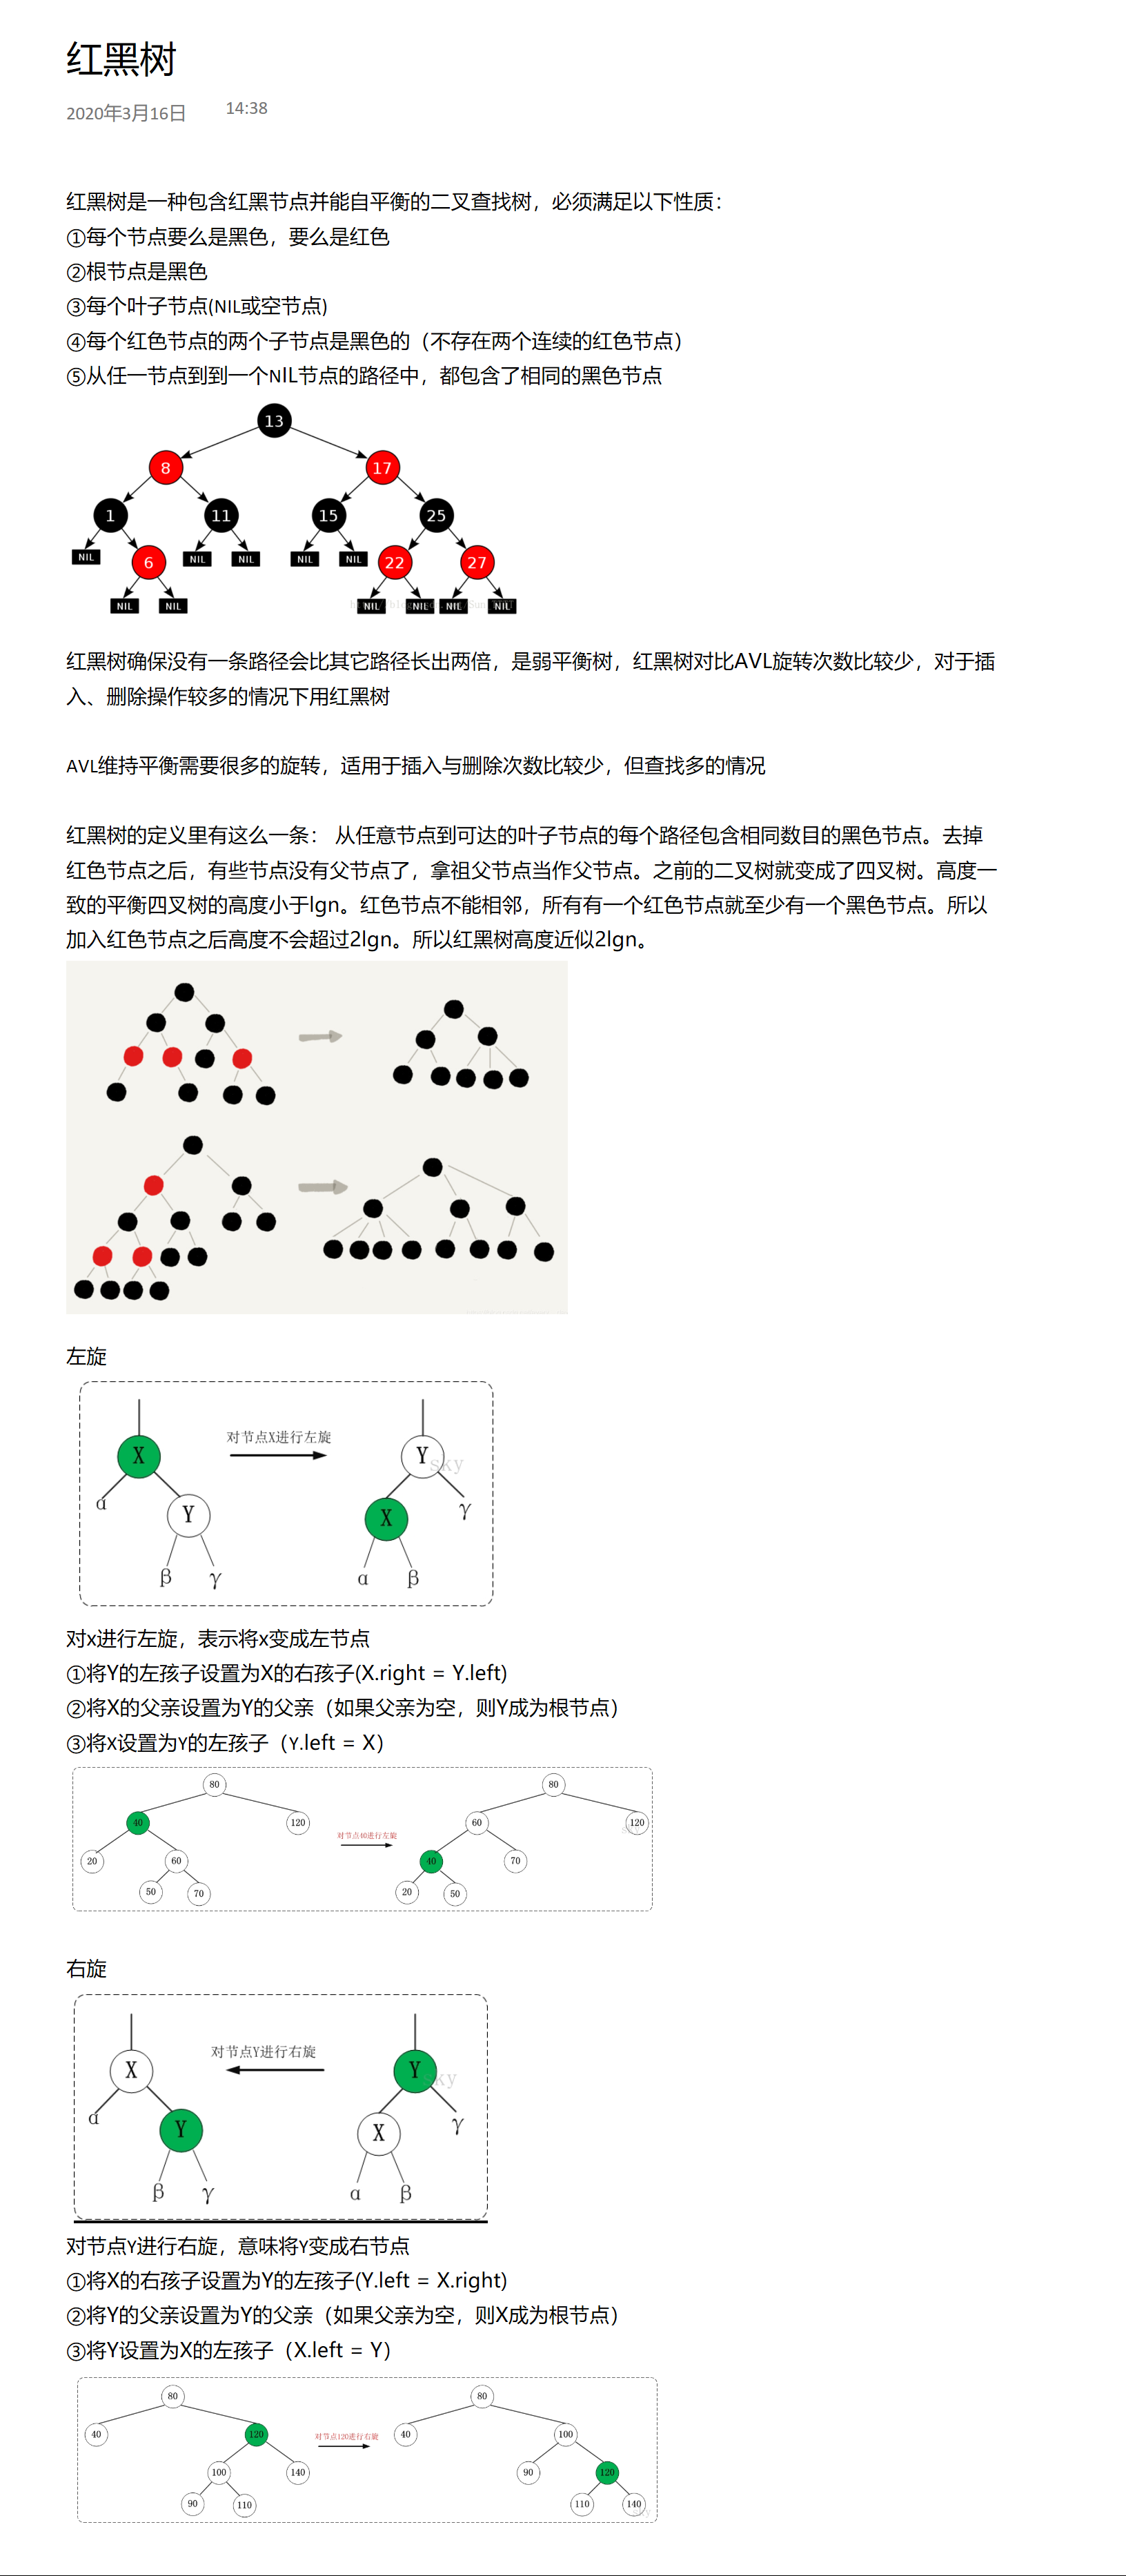 红黑树
2020年3月16日 14:38
红黑树是一种包含红黑节点并能自平衡的二叉查找树，必须满足以下性质：
①每个节点要么是黑色，要么是红色
②根节点是黑色
③每个叶子节点(NIL或空节点)
④每个红色节点的两个子节点是黑色的（不存在两个连续的红色节点）
⑤从任一节点到到一个NIL节点的路径中，都包含了相同的黑色节点
13
8 17
1 11 15 25
NIL 6 NIL NIL NIL NIL 22 27
NIL NIL NIL NIL NIL NIL
红黑树确保没有一条路径会比其它路径长出两倍，是弱平衡树，红黑树对比AVL旋转次数比较少，对于插
入、删除操作较多的情况下用红黑树
AVL维持平衡需要很多的旋转，适用于插入与删除次数比较少，但查找多的情况
红黑树的定义里有这么一条： 从任意节点到可达的叶子节点的每个路径包含相同数目的黑色节点。去掉
红色节点之后，有些节点没有父节点了，拿祖父节点当作父节点。之前的二叉树就变成了四叉树。高度一
致的平衡四叉树的高度小于lgn。红色节点不能相邻，所有有一个红色节点就至少有一个黑色节点。所以
加入红色节点之后高度不会超过2lgn。所以红黑树高度近似2lgn。
左旋
对节点X进行左旋
X Y sky
α Y X γ
β γ α β
对x进行左旋，表示将x变成左节点
①将Y的左孩子设置为X的右孩子(X.right = Y.left)
②将X的父亲设置为Y的父亲（如果父亲为空，则Y成为根节点）
③将X设置为Y的左孩子（Y.left = X）
80 80
40 120 60 120
对节点40进行左旋
20 60 40 70
50 70 20 50
右旋
对节点Y进行右旋
X Y sky
α Y X γ
β γ α β
对节点Y进行右旋，意味将Y变成右节点
①将X的右孩子设置为Y的左孩子(Y.left = X.right)
②将Y的父亲设置为Y的父亲（如果父亲为空，则X成为根节点）
③将Y设置为X的左孩子（X.left = Y）
80 80
40 120 40 100
对节点120进行右旋
100 140 90 120
90 110 110 140
sky